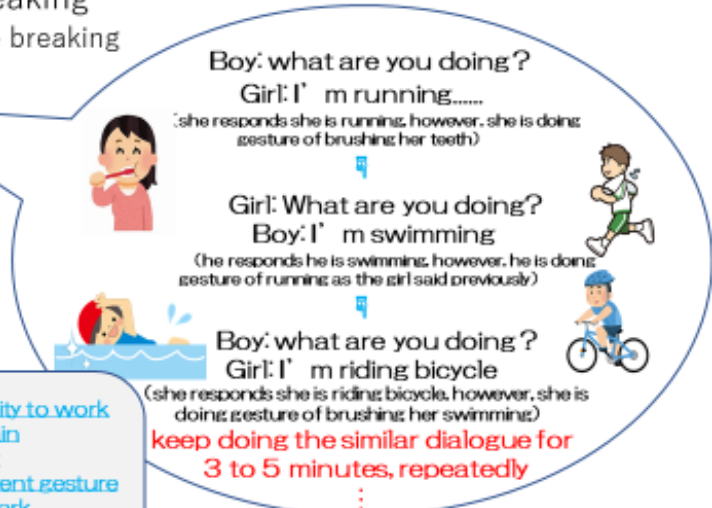 eaking
e breaking
Boy: what are you doing?
Girl: I'm running......
(she responds she is running. however. she is doing
gesture of brushing her teeth)
Girl: What are you doing?
Boy: I'm swimming
(he responds he is swimming. however. he is doing
gesture of running as the girl said previously)
Boy: what are you doing?
Girl: I'm riding bicycle
(she responds she is riding bicycle. however, she is
doing gesture of brushing her swimming)
keep doing the similar dialogue for
3 to 5 minutes, repeatedly
ity to work
ent gesture